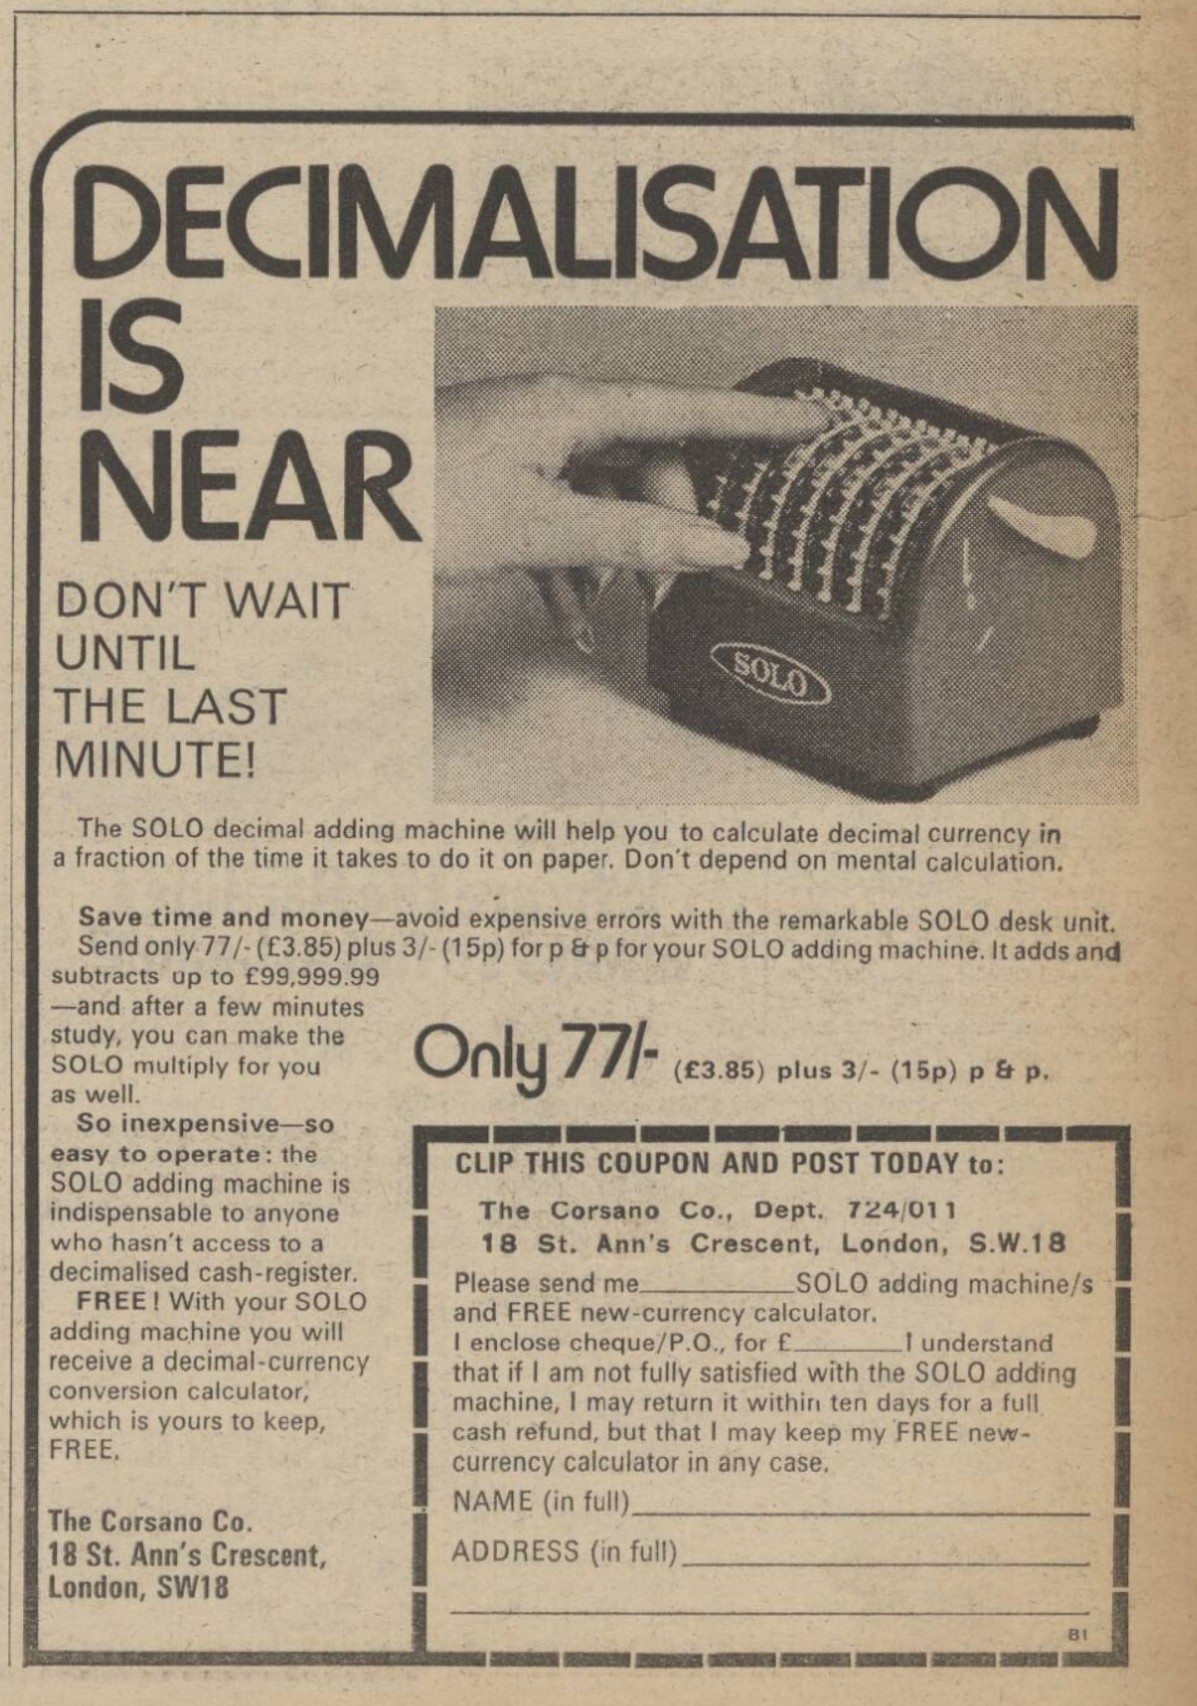 DECIMALISATION
IS
NEAR
DON'T WAIT
UNTIL
THE LAST
MINUTE!
SOLO
The SOLO decimal adding machine will help you to calculate decimal currency in
a fraction of the time it takes to do it on paper. Don't depend on mental calculation.
Save time and money—avoid expensive errors with the remarkable SOLO desk unit.
Send only 77/- (£3.85) plus 3/- (15p) for p & p for your SOLO adding machine. It adds and
subtracts up to £99,999.99
—and after a few minutes
study, you can make the
SOLO multiply for you
as well.
So inexpensive—so
easy to operate: the
SOLO adding machine is
indispensable to anyone
who hasn't access to a
decimalised cash-register.
FREE! With your SOLO
adding machine you will
receive a decimal-currency
conversion calculator,
which is yours to keep,
FREE.
The Corsano Co.
18 St. Ann's Crescent,
London, SW18
Only 77/- (£3.85) plus 3/- (15p) p & p.
CLIP THIS COUPON AND POST TODAY to:
The Corsano Co., Dept. 724/011
18 St. Ann's Crescent, London, S.W.18
Please send me__________SOLO adding machine/s
and FREE new-currency calculator.
I enclose cheque/P.O., for £_______I understand
that if I am not fully satisfied with the SOLO adding
machine, I may return it within ten days for a full
cash refund, but that I may keep my FREE new-
currency calculator in any case.
NAME (in full)
ADDRESS (in full)
B1